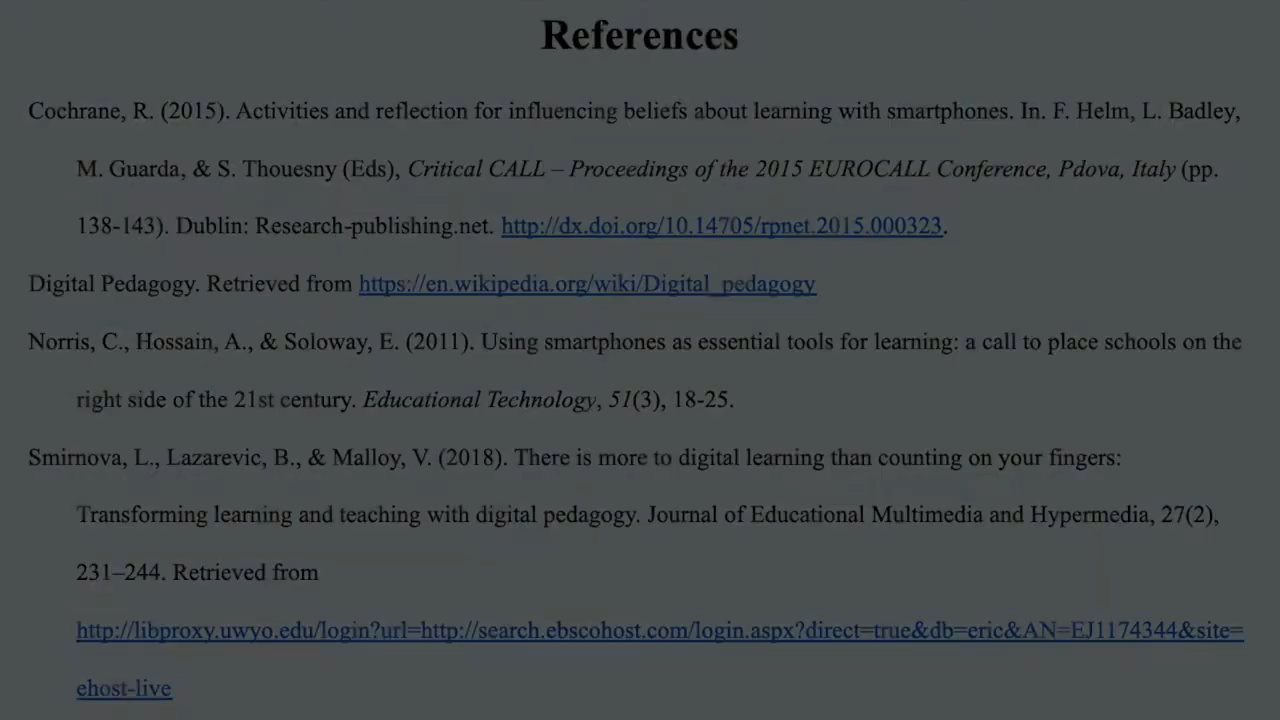 References
Cochrane, R. (2015). Activities and reflection for influencing beliefs about learning with smartphones. In. F. Helm, L. Badley,
M. Guarda, & S. Thouesny (Eds), Critical CALL – Proceedings of the 2015 EUROCALL Conference, Pdova, Italy (pp.
138-143). Dublin: Research-publishing.net. http://dx.doi.org/10.14705/rpnet.2015.000323.
Digital Pedagogy. Retrieved from https://en.wikipedia.org/wiki/Digital_pedagogy
Norris, C., Hossain, A., & Soloway, E. (2011). Using smartphones as essential tools for learning: a call to place schools on the
right side of the 21st century. Educational Technology, 51(3), 18-25.
Smirnova, L., Lazarevic, B., & Malloy, V. (2018). There is more to digital learning than counting on your fingers:
Transforming learning and teaching with digital pedagogy. Journal of Educational Multimedia and Hypermedia, 27(2),
231–244. Retrieved from
http://libproxy.uwyo.edu/login?url=http://search.ebscohost.com/login.aspx?direct=true&db=eric&AN=EJ1174344&site=
ehost-live